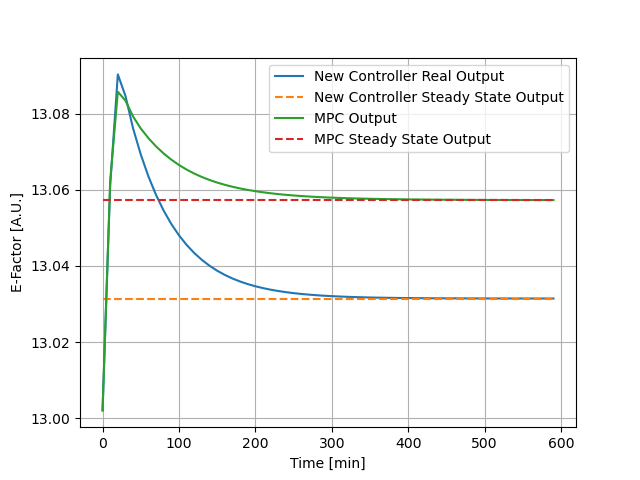 New Controller Real Output
New Controller Steady State Output
MPC Output
MPC Steady State Output
E-Factor [A.U.]
13.08
13.06
13.04
13.02
13.00
0 100 200 300 400 500 600
Time [min]